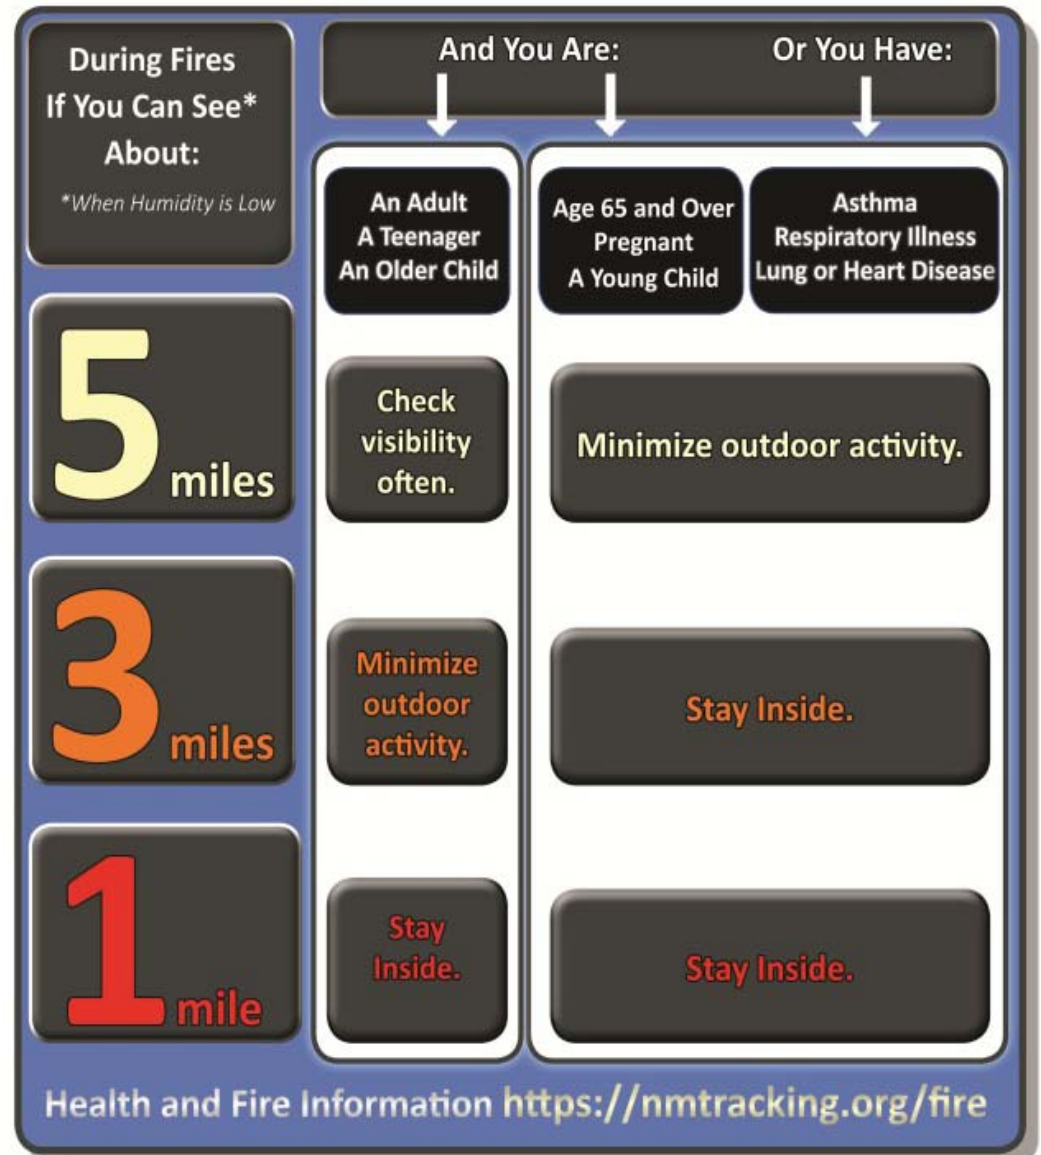 During Fires
If You Can See*
About:
*When Humidity is Low
And You Are:
Or You Have:
An Adult
A Teenager
An Older Child
Age 65 and Over
Pregnant
A Young Child
Asthma
Respiratory Illness
Lung or Heart Disease
5 miles
Check
visibility
often.
Minimize outdoor activity.
3 miles
Minimize
outdoor
activity.
Stay Inside.
1 mile
Stay
Inside.
Stay Inside.
Health and Fire Information https://nmtracking.org/fire